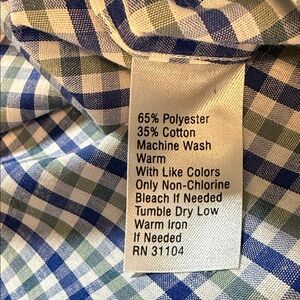 65% Polyester
35% Cotton
Machine Wash
Warm
With Like Colors
Only Non-Chlorine
Bleach If Needed
Tumble Dry Low
Warm Iron
If Needed
RN 31104